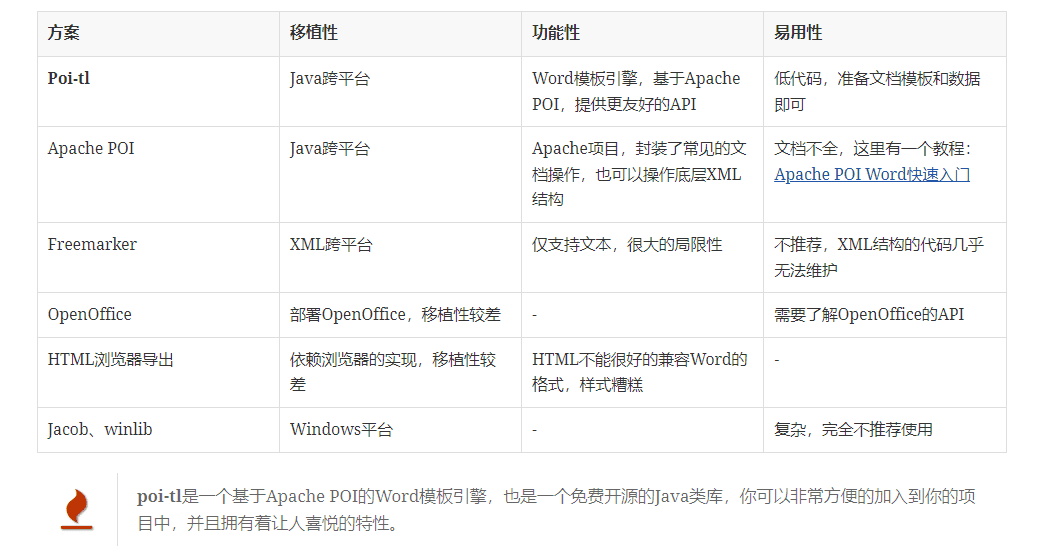 方案 移植性 功能性 易用性
Poi-tl Java跨平台 Word模板引擎，基于Apache 低代码，准备文档模板和数据
POI，提供更友好的API 即可
Apache POI Java跨平台 Apache项目，封装了常见的文 文档不全，这里有一个教程：
档操作，也可以操作底层XML Apache POI Word快速入门
结构
Freemarker XML跨平台 仅支持文本，很大的局限性 不推荐，XML结构的代码几乎
无法维护
OpenOffice 部署OpenOffice，移植性较差 - 需要了解OpenOffice的API
HTML浏览器导出 依赖浏览器的实现，移植性较 HTML不能很好的兼容Word的 -
差 格式，样式糟糕
Jacob、winlib Windows平台 - 复杂，完全不推荐使用
poi-tl是一个基于Apache POI的Word模板引擎，也是一个免费开源的Java类库，你可以非常方便的加入到你的项
目中，并且拥有着让人喜悦的特性。